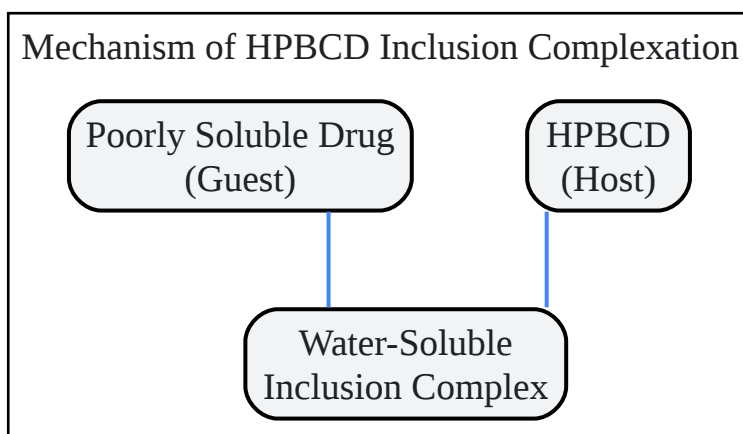 Mechanism of HPBCD Inclusion Complexation
Poorly Soluble Drug
(Guest)
HPBCD
(Host)
Water-Soluble
Inclusion Complex